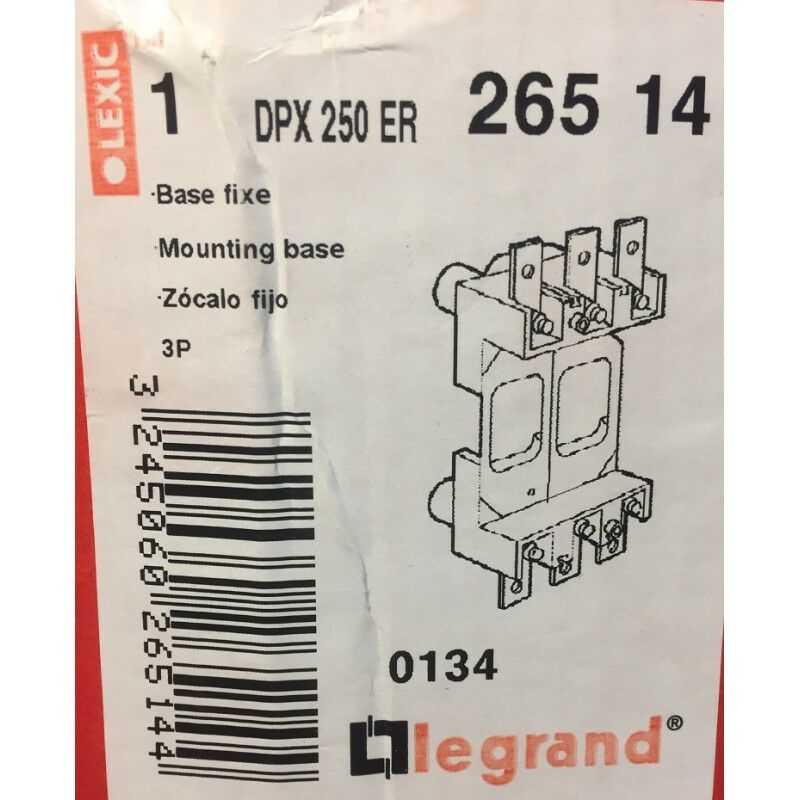 LEXIC
1 DPX 250 ER 265 14
·Base fixe
·Mounting base
·Zócalo fijo
3P
3 245060 265144
0134
legrand®